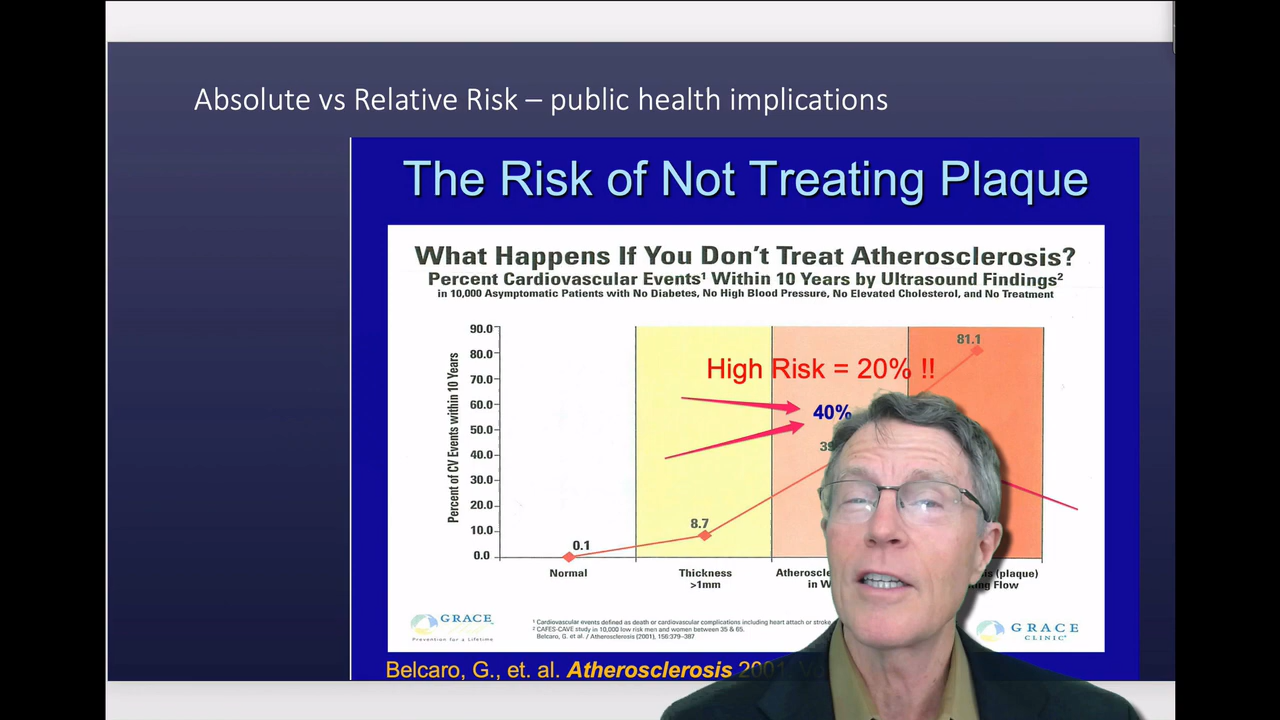 Absolute vs Relative Risk – public health implications
The Risk of Not Treating Plaque
What Happens If You Don't Treat Atherosclerosis?
Percent Cardiovascular Events¹ Within 10 Years by Ultrasound Findings²
in 10,000 Asymptomatic Patients with No Diabetes, No High Blood Pressure, No Elevated Cholesterol, and No Treatment
Percent of CV Events within 10 Years
90.0
80.0
70.0
60.0
50.0
40.0
30.0
20.0
10.0
0.0
81.1
High Risk = 20% !!
40%
8.7
0.1
Normal
Thickness
>1mm
in
(plaque)
Flow
GRACE
Prevention for a Lifetime
¹ Cardiovascular events defined as death or cardiovascular complications including heart attach or stroke
² CAFES-CAVE study in 10,000 low risk men and women between 35 & 65.
Belcaro, G. et al. / Atherosclerosis (2001), 156:379–387
GRACE
CLINIC
Belcaro, G., et. al. Atherosclerosis 2001